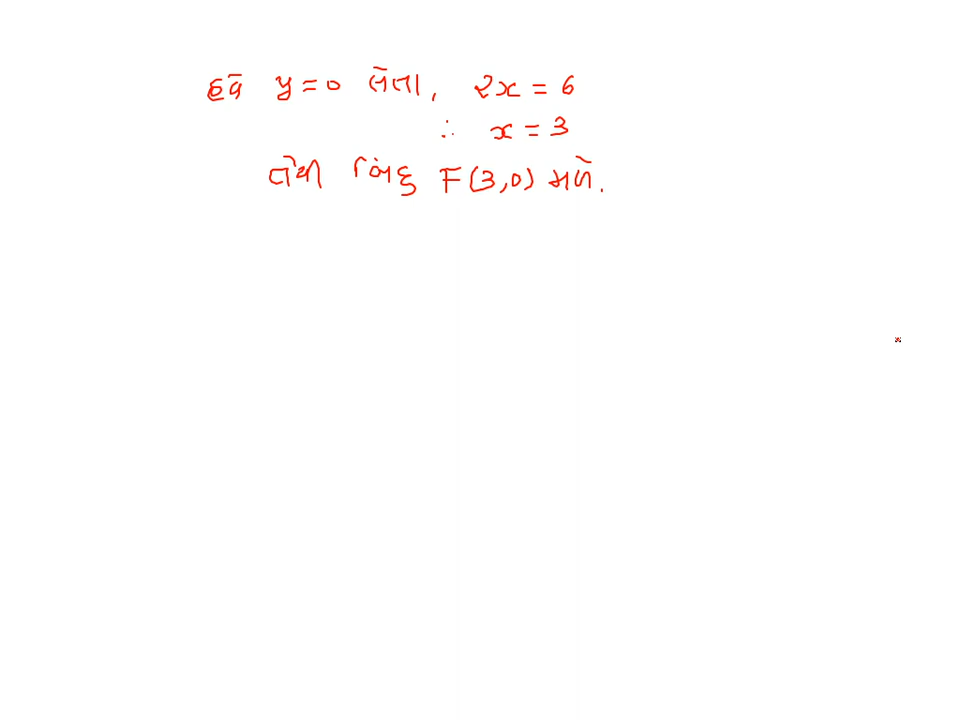 હવે y = 0 લેતા, 2x = 6
∴ x = 3
તેથી બિંદુ F (3,0) મળે.